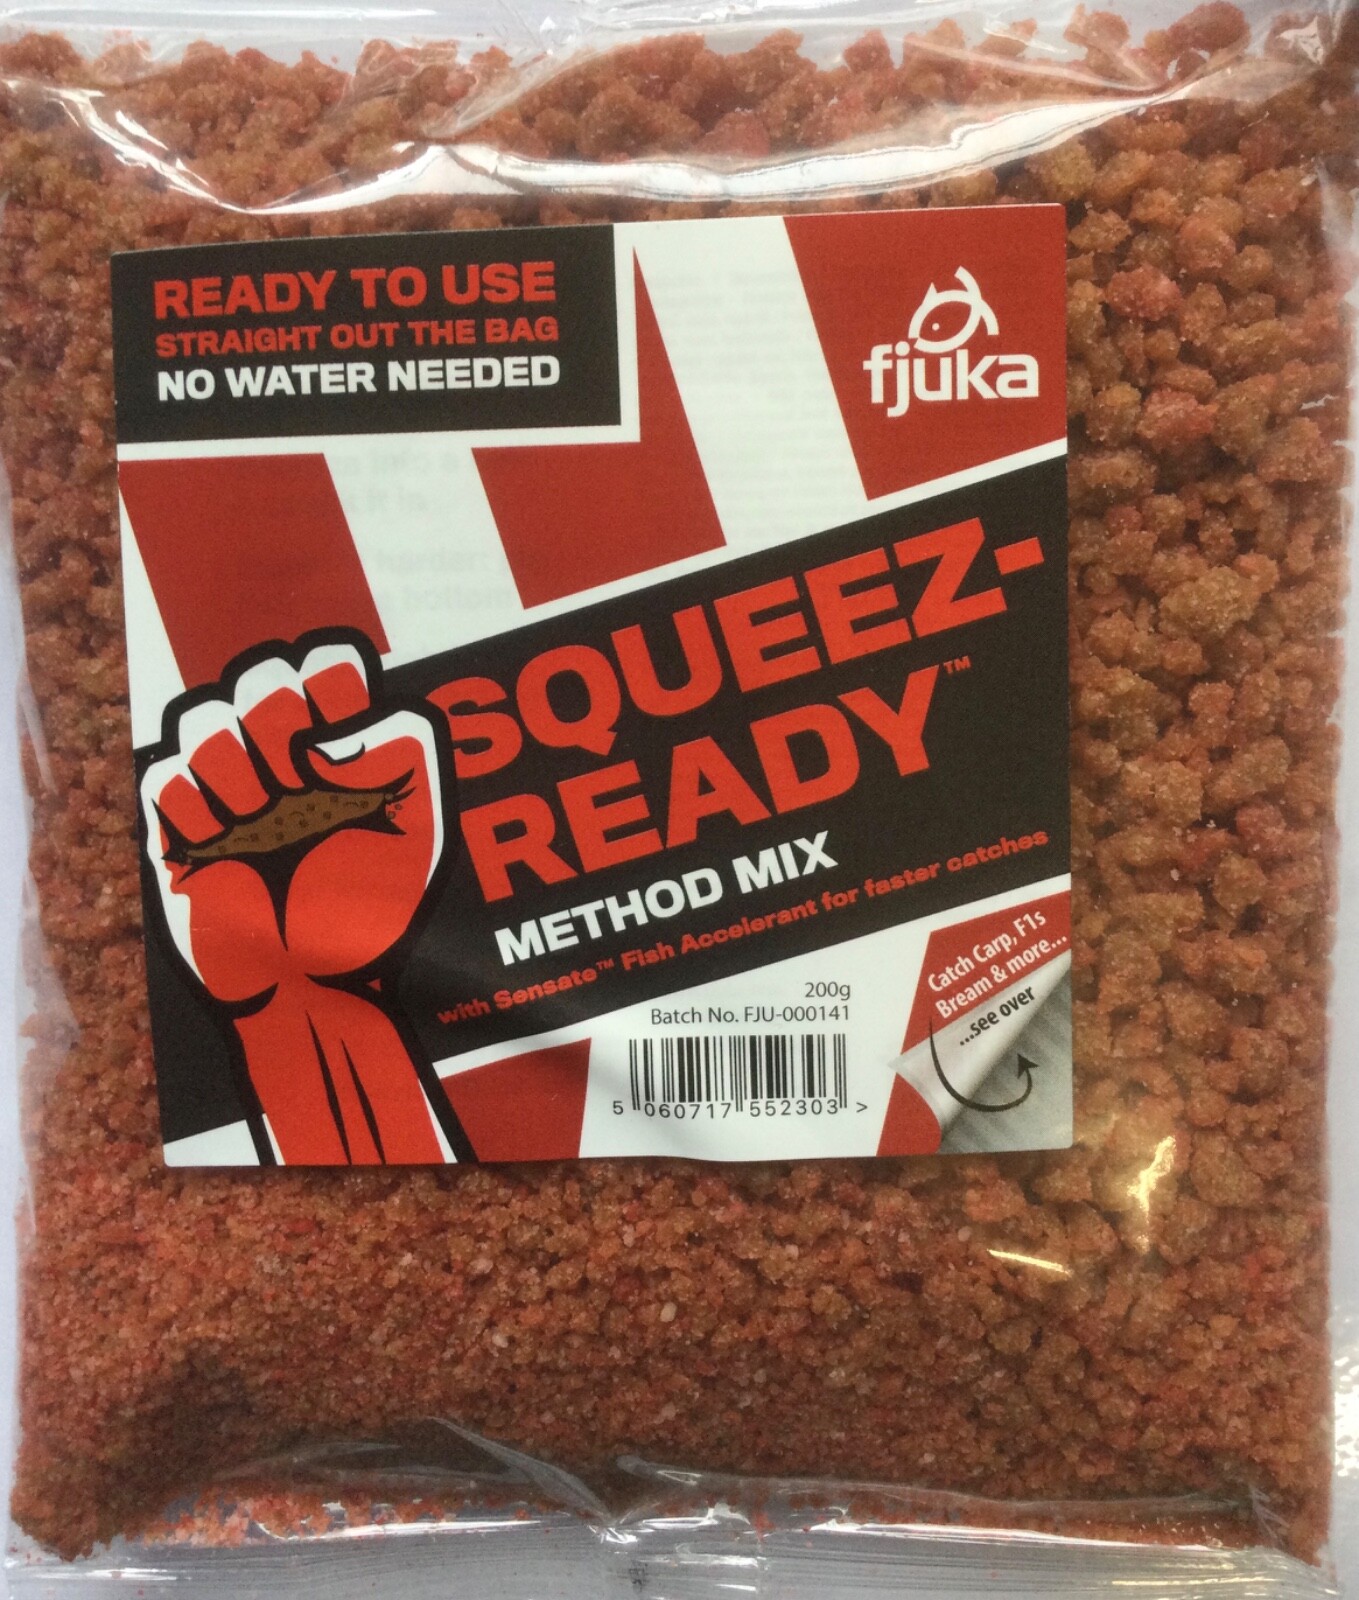 READY TO USE
STRAIGHT OUT THE BAG
NO WATER NEEDED
fjuka
SQUEEZ-
READY™
METHOD MIX
with Sensate™ Fish Accelerant for faster catches
200g
Batch No. FJU-000141
5 060717 552303 >
Catch Carp, F1s
Bream & more...
...see over